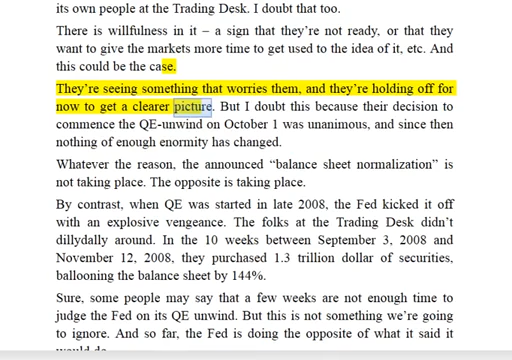 its own people at the Trading Desk. I doubt that too.
There is willfulness in it – a sign that they're not ready, or that they
want to give the markets more time to get used to the idea of it, etc. And
this could be the case.
They're seeing something that worries them, and they're holding off for
now to get a clearer picture. But I doubt this because their decision to
commence the QE-unwind on October 1 was unanimous, and since then
nothing of enough enormity has changed.
Whatever the reason, the announced “balance sheet normalization” is
not taking place. The opposite is taking place.
By contrast, when QE was started in late 2008, the Fed kicked it off
with an explosive vengeance. The folks at the Trading Desk didn't
dillydally around. In the 10 weeks between September 3, 2008 and
November 12, 2008, they purchased 1.3 trillion dollar of securities,
ballooning the balance sheet by 144%.
Sure, some people may say that a few weeks are not enough time to
judge the Fed on its QE unwind. But this is not something we're going
to ignore. And so far, the Fed is doing the opposite of what it said it
would do.